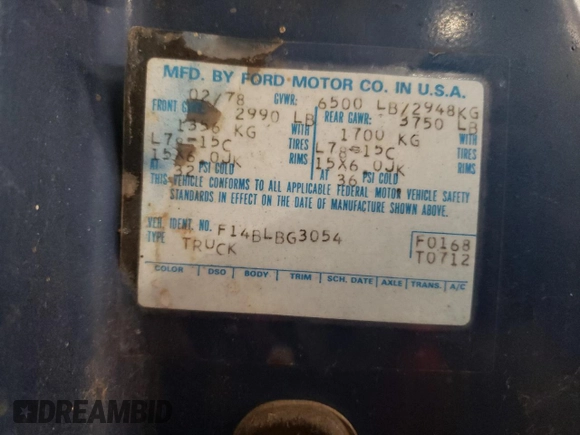 MFD. BY FORD MOTOR CO. IN U.S.A.
02/78 GVWR: 6500 LB/2948KG
FRONT GAWR: 2990 LB REAR GAWR: 3750 LB
1356 KG WITH 1700 KG WITH
L78-15C TIRES L78-15C TIRES
15X6.0JK RIMS 15X6.0JK RIMS
AT 32 PSI COLD AT 36 PSI COLD
THIS VEHICLE CONFORMS TO ALL APPLICABLE FEDERAL MOTOR VEHICLE SAFETY
STANDARDS IN EFFECT ON THE DATE OF MANUFACTURE SHOWN ABOVE.
VEH. IDENT. NO. F14BLBG3054 F0168
TYPE TRUCK T0712
COLOR DSO BODY TRIM SCH. DATE AXLE TRANS. A/C
DREAMBID